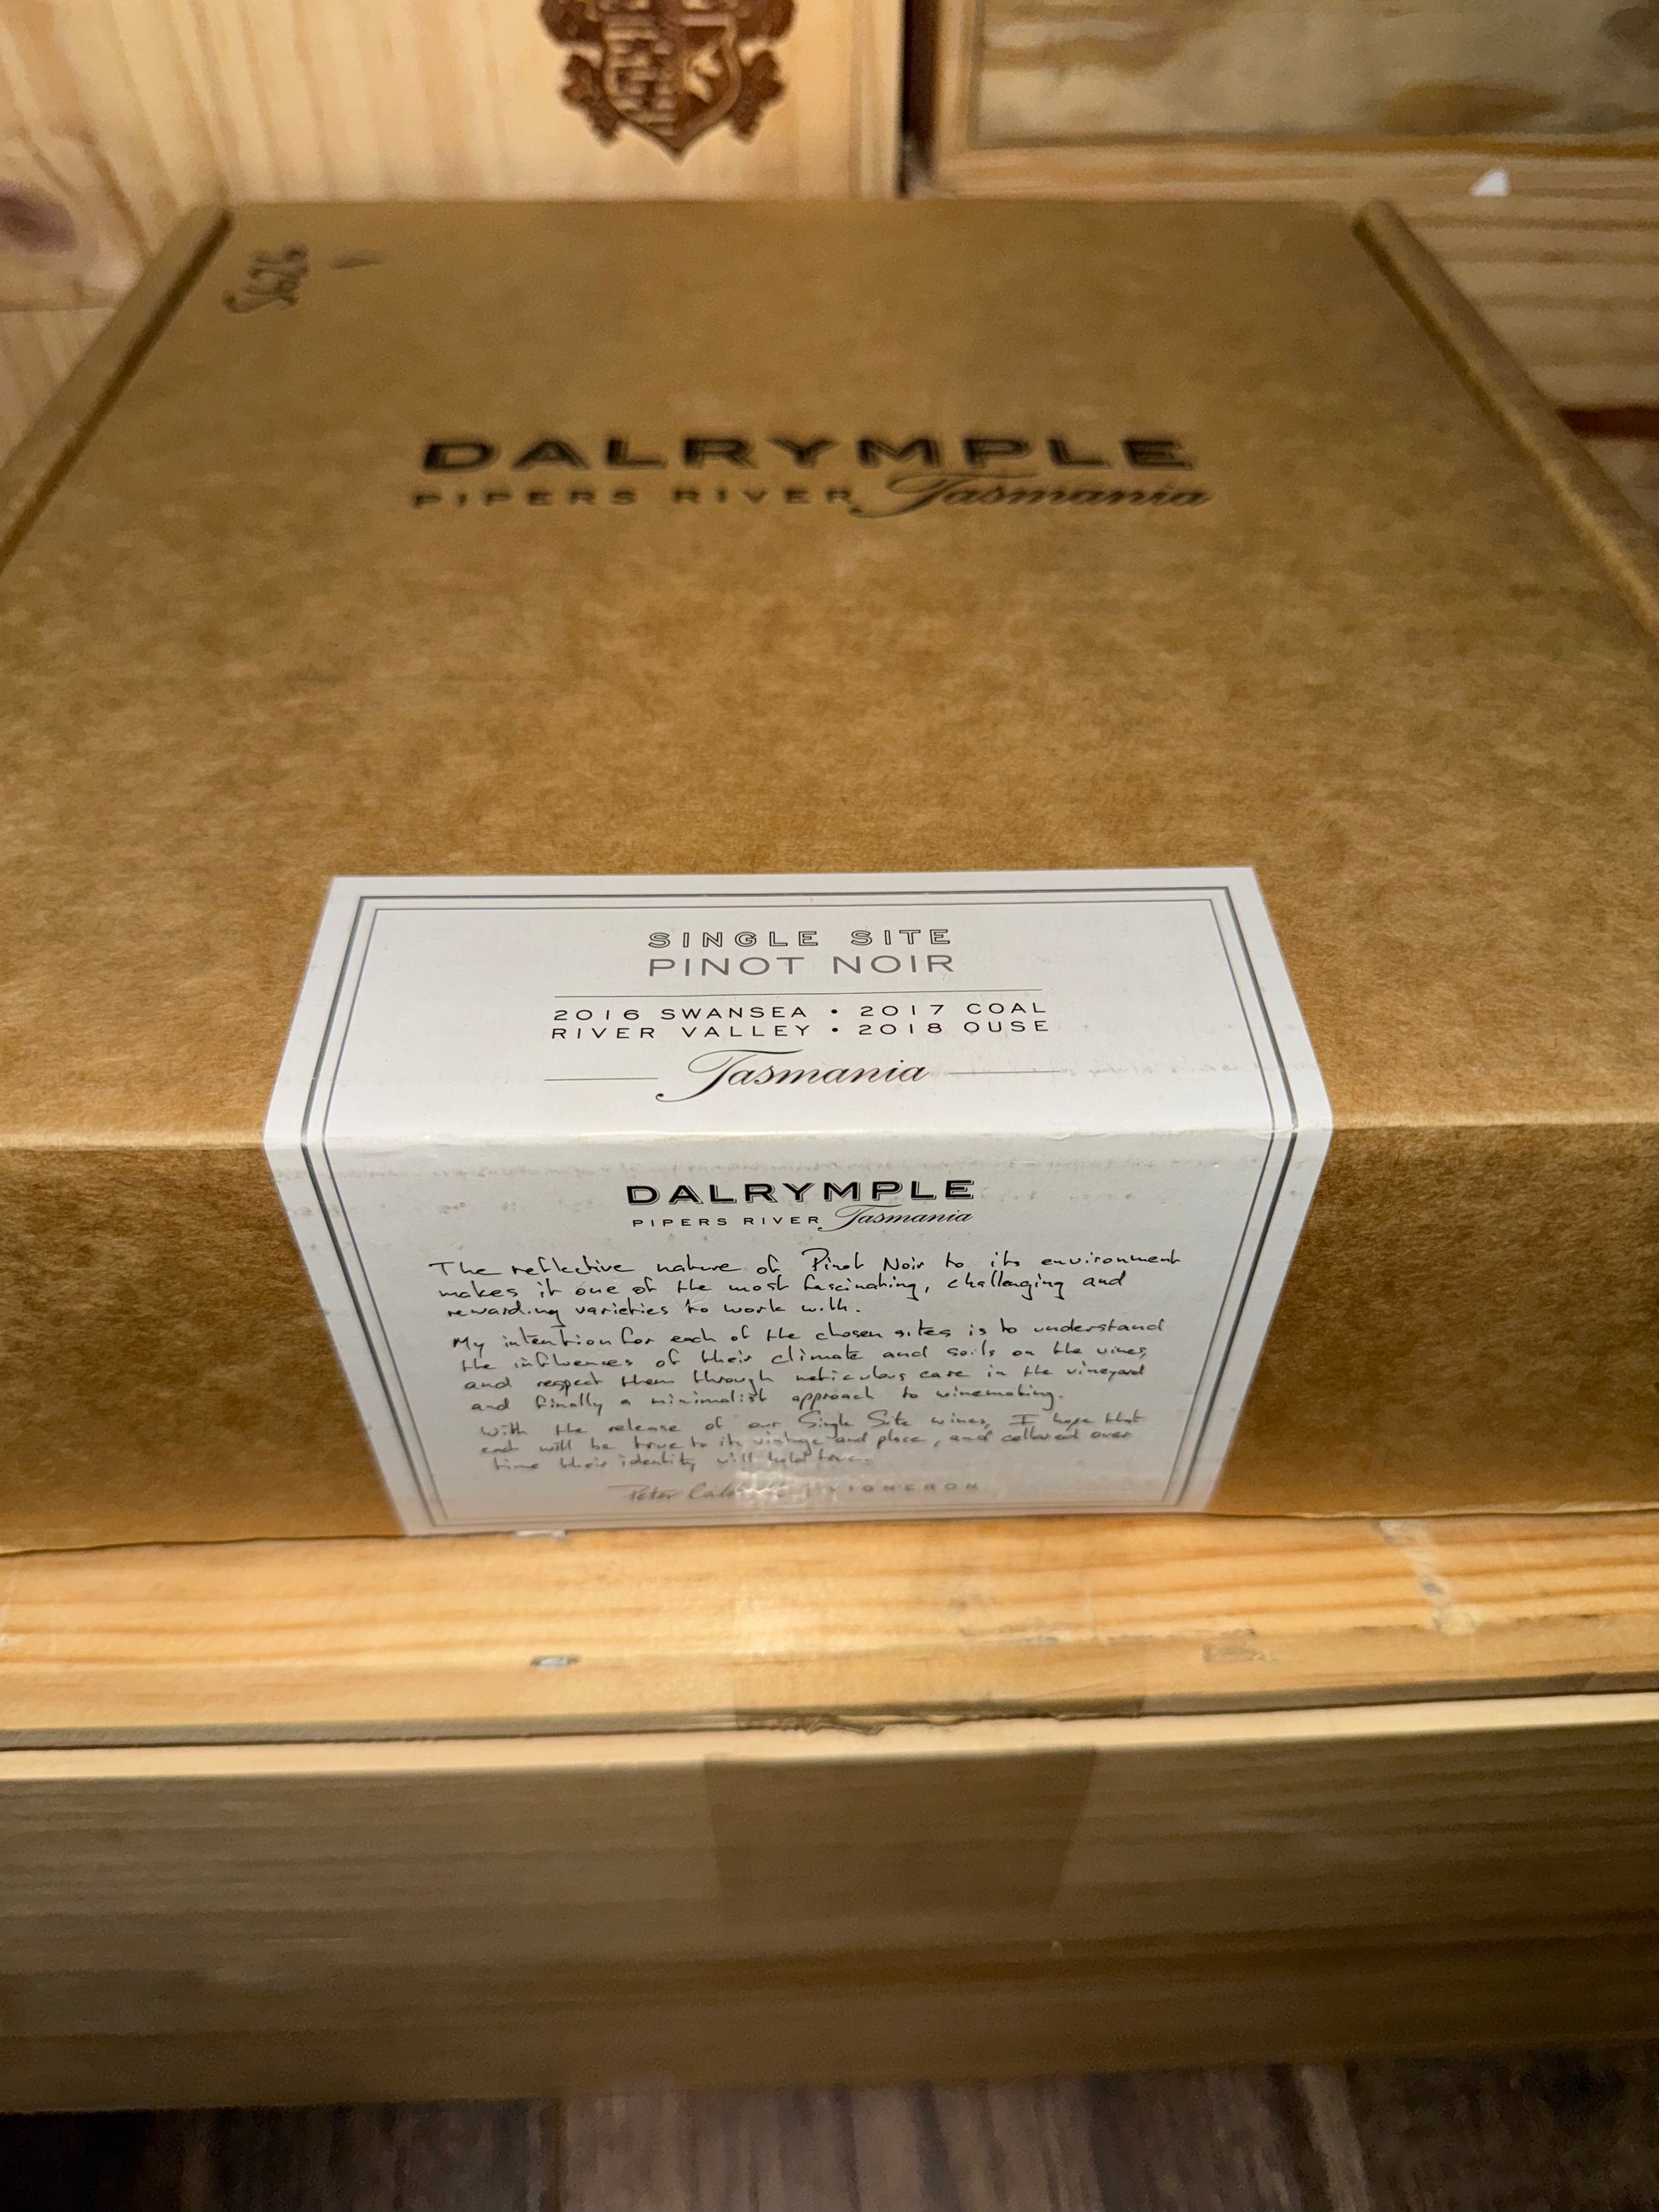 DALRYMPLE
PIPERS RIVER Tasmania
SINGLE SITE
PINOT NOIR
2016 SWANSEA • 2017 COAL
RIVER VALLEY • 2018 OUSE
Tasmania
DALRYMPLE
PIPERS RIVER Tasmania
The reflective nature of Pinot Noir to its environment
makes it one of the most fascinating, challenging and
rewarding varieties to work with.
My intention for each of the chosen sites is to understand
the influences of their climate and soils on the vines,
and respect them through meticulous care in the vineyard
and finally a minimalist approach to winemaking.
With the release of our Single Site wines, I hope that
each will be true to its vintage and place, and cellared over
time their identity will hold true.
Peter VIGNERON